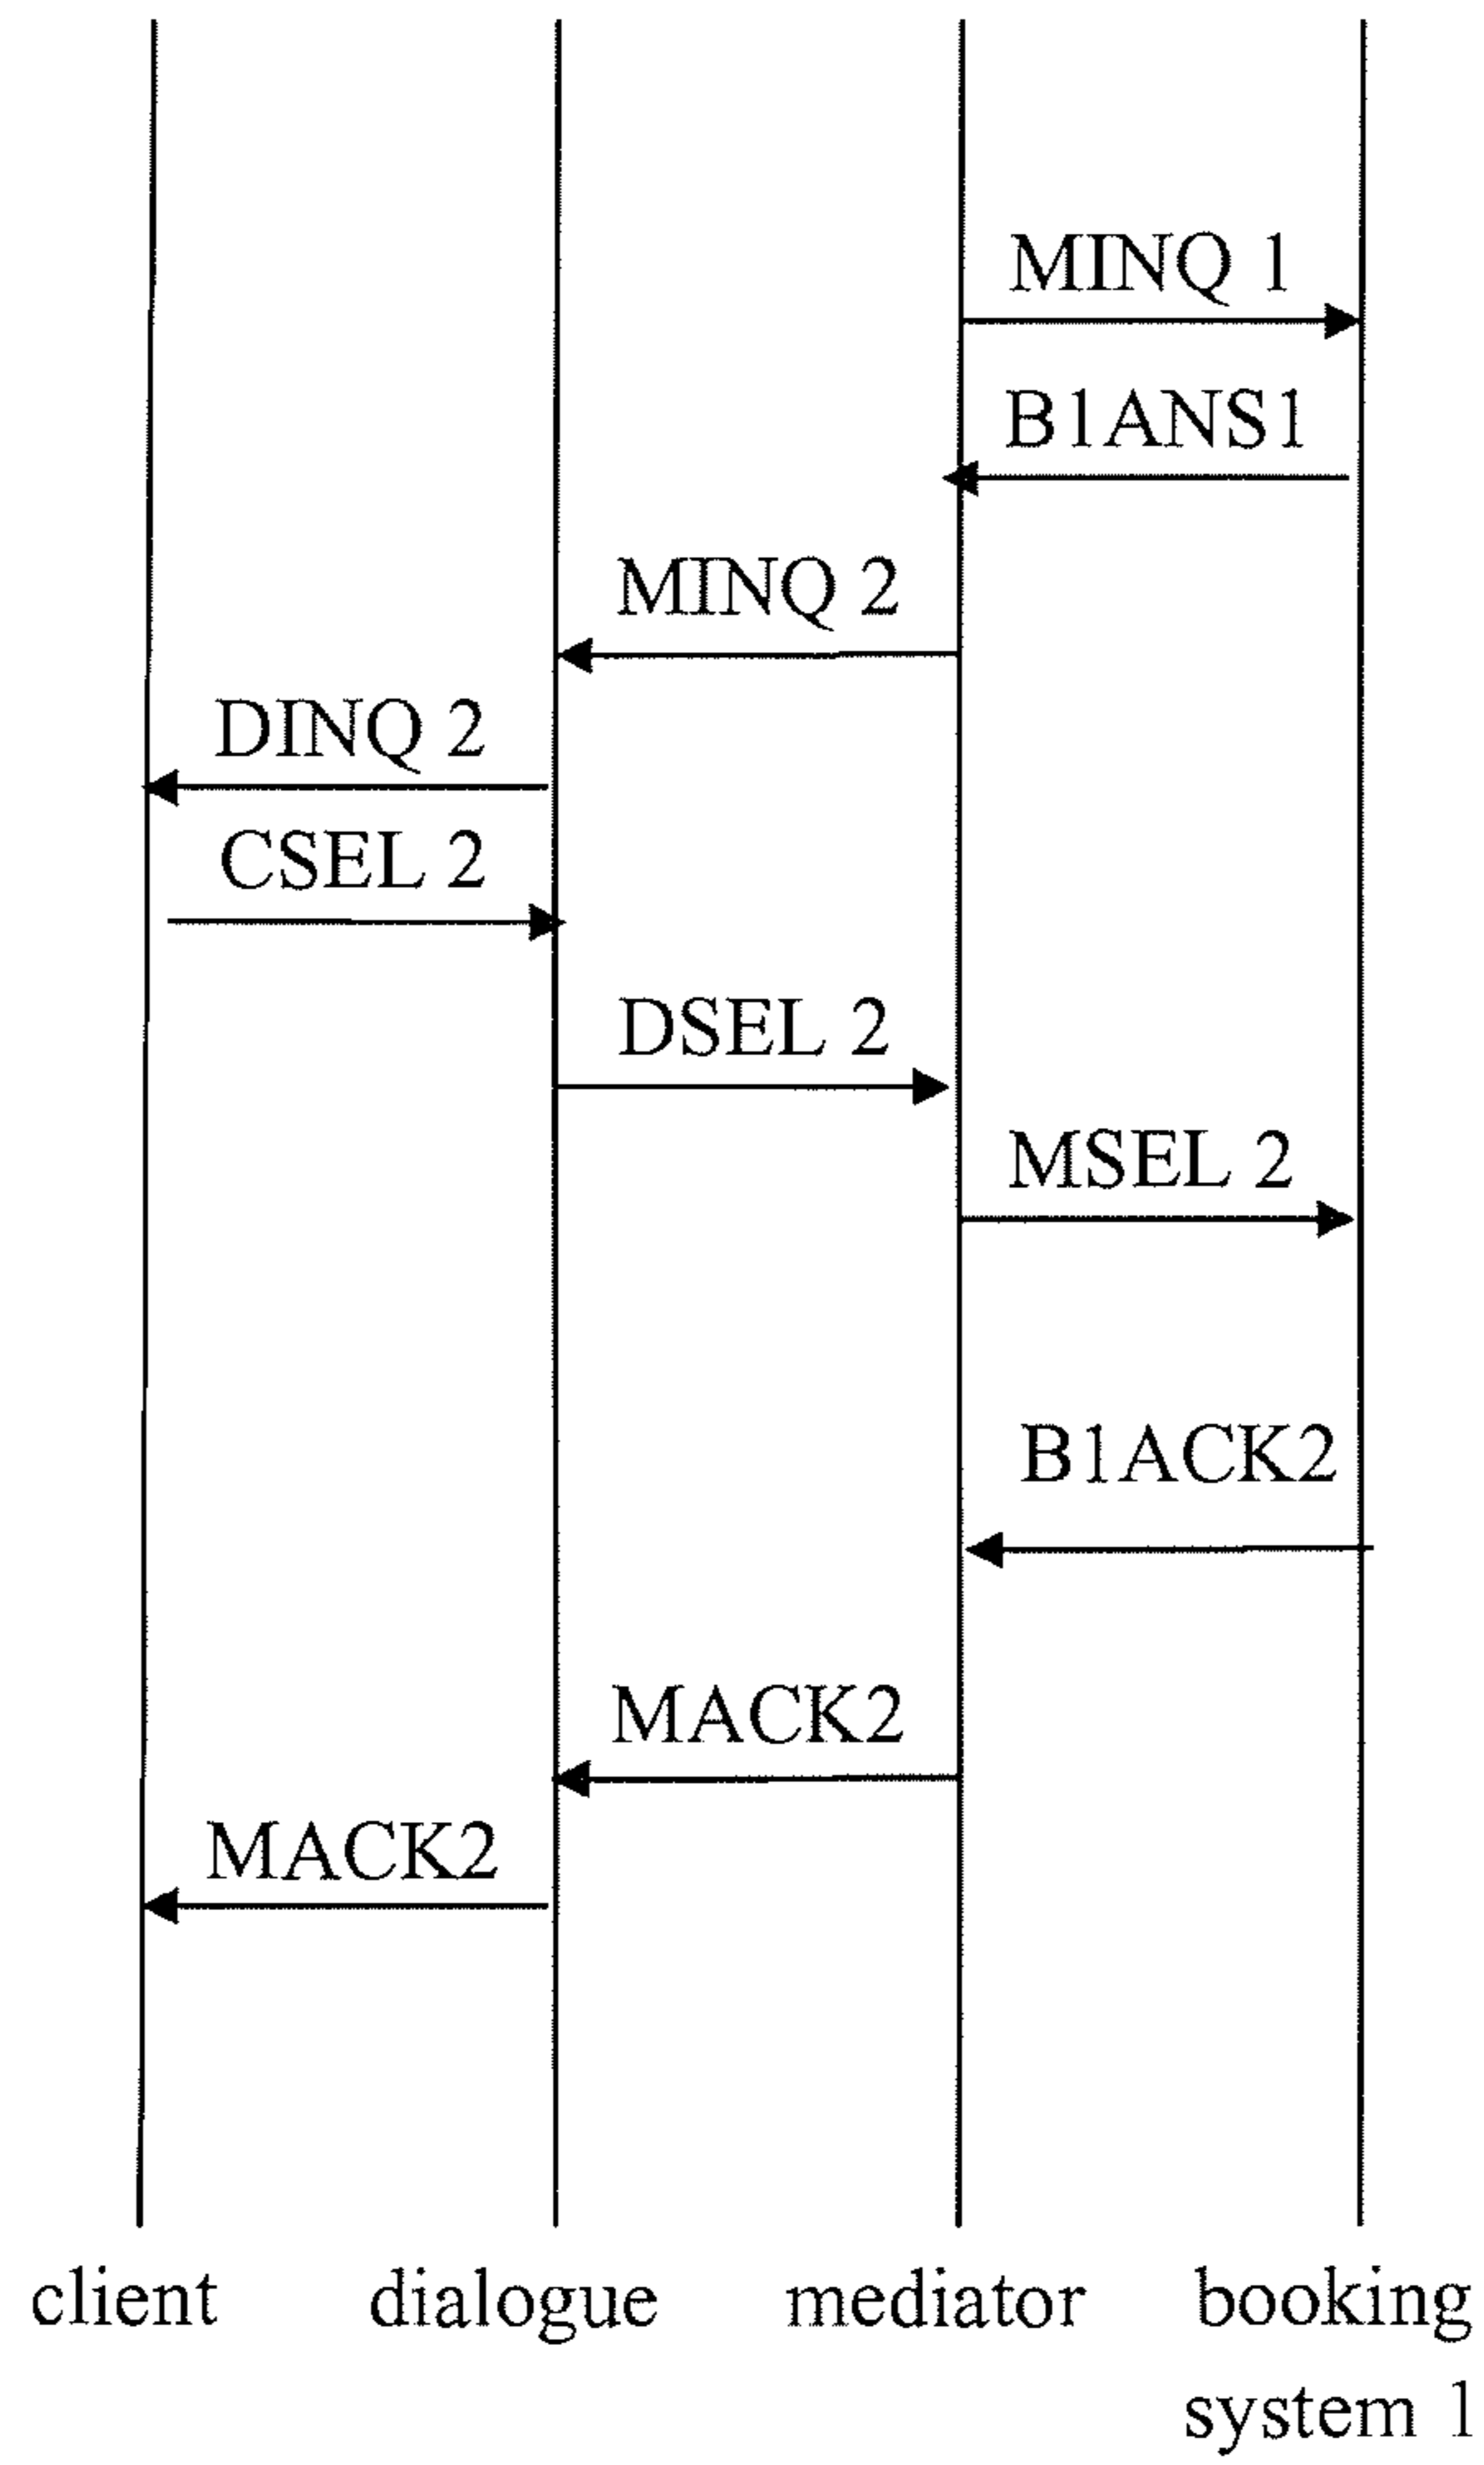 MINQ 1
B1ANS1
MINQ 2
DINQ 2
CSEL 2
DSEL 2
MSEL 2
B1ACK2
MACK2
MACK2
client dialogue mediator booking
system 1